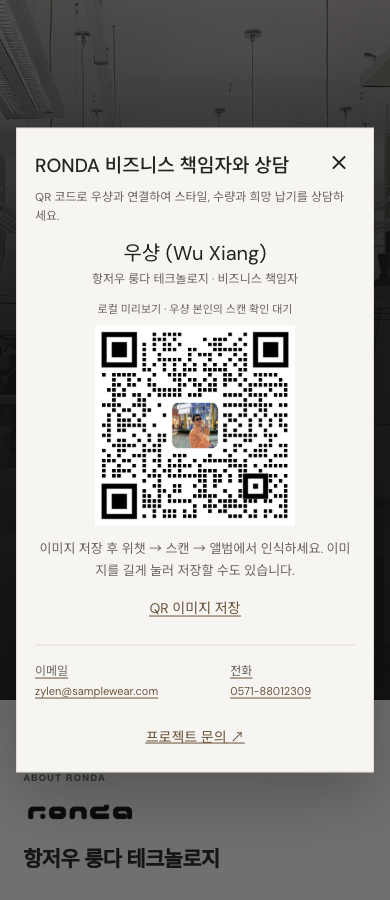 RONDA 비즈니스 책임자와 상담
QR 코드로 우샹과 연결하여 스타일, 수량과 희망 납기를 상담하
세요.
우샹 (Wu Xiang)
항저우 룽다 테크놀로지 · 비즈니스 책임자
로컬 미리보기 · 우샹 본인의 스캔 확인 대기
이미지 저장 후 위챗 → 스캔 → 앨범에서 인식하세요. 이미
지를 길게 눌러 저장할 수도 있습니다.
QR 이미지 저장
이메일
zylen@samplewear.com
전화
0571-88012309
프로젝트 문의 ↗
ABOUT RONDA
ronda
항저우 룽다 테크놀로지